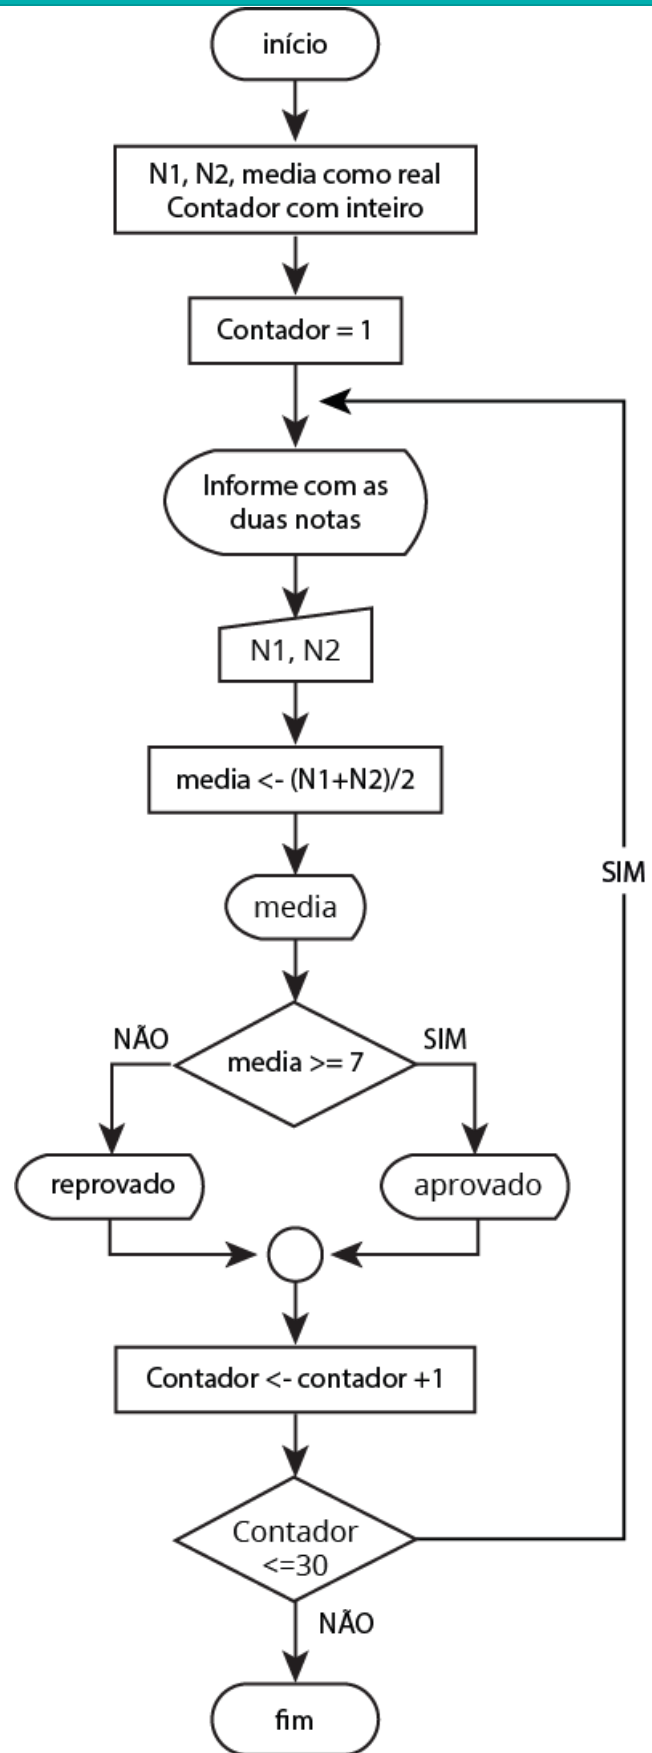 início
N1, N2, media como real
Contador com inteiro
Contador = 1
Informe com as
duas notas
N1, N2
media <- (N1+N2)/2
media
SIM
NÃO
SIM
media >= 7
reprovado
aprovado
Contador <- contador +1
Contador
<=30
NÃO
fim